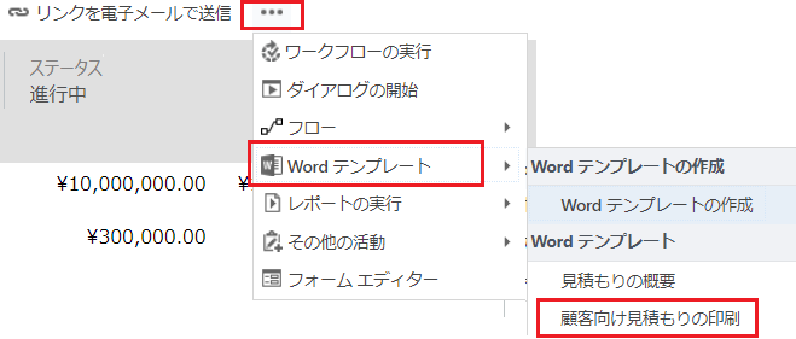 リンクを電子メールで送信 •••
ワークフローの実行
ステータス
進行中
ダイアログの開始
フロー
Word テンプレート
Word テンプレートの作成
¥10,000,000.00 ¥
レポートの実行
Word テンプレートの作成
¥300,000.00
その他の活動
Word テンプレート
フォーム エディター
見積もりの概要
顧客向け見積もりの印刷